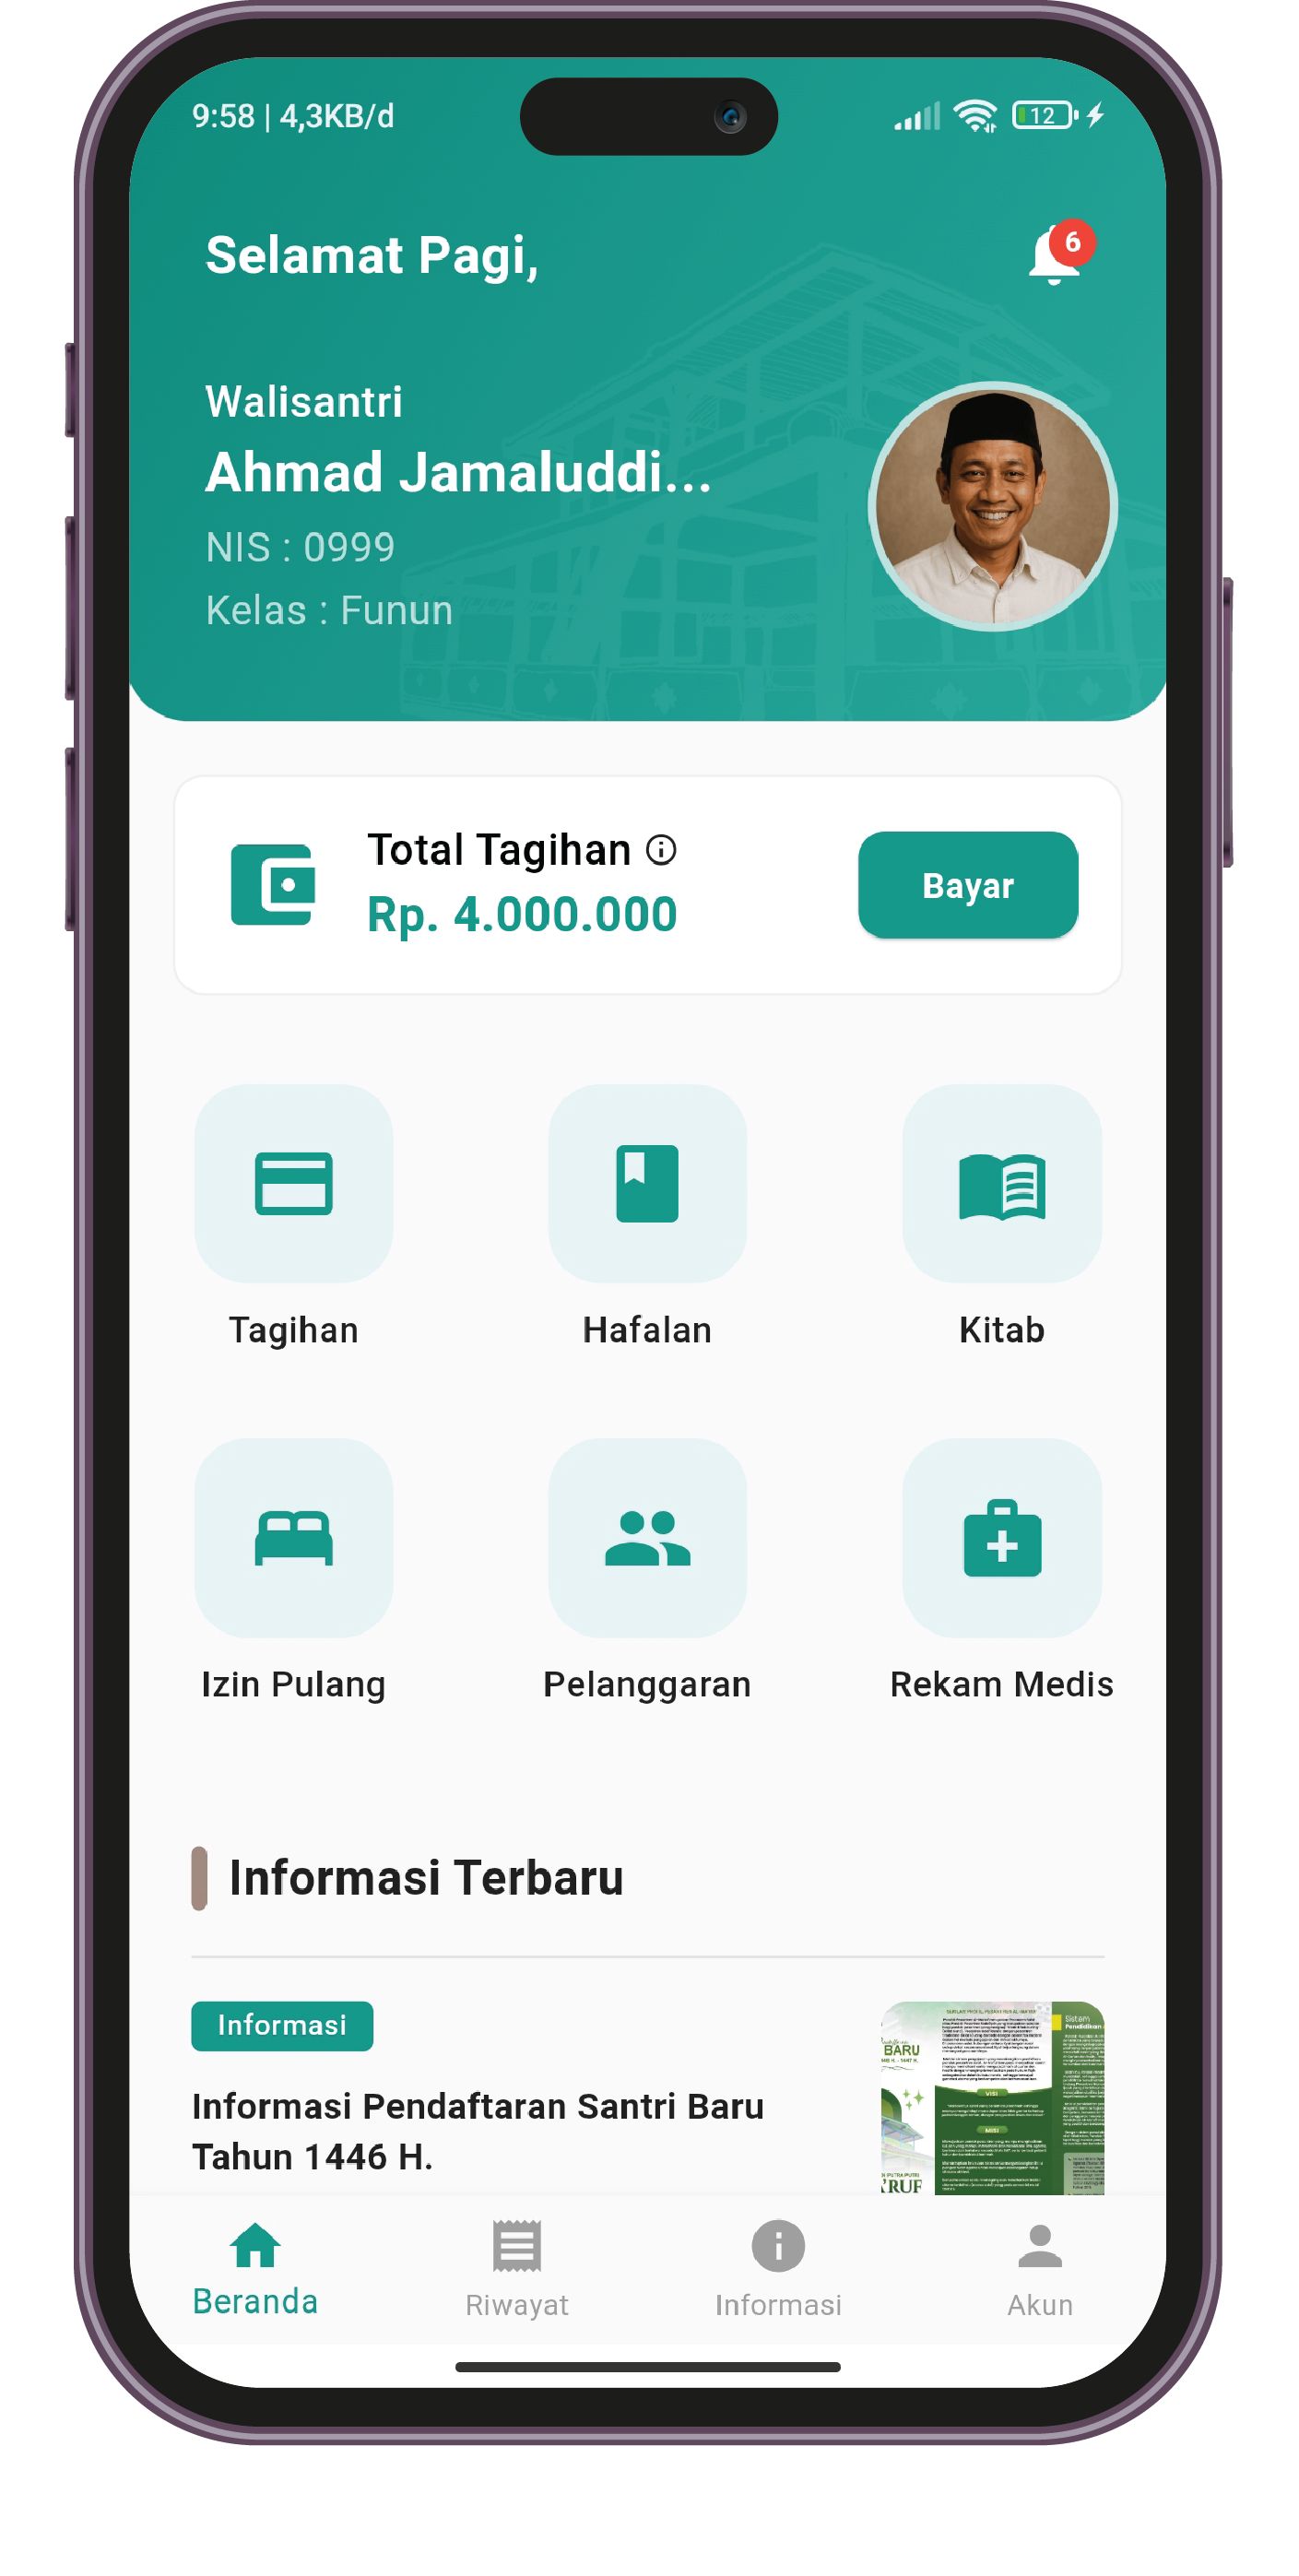 9:58 | 4,3KB/d
12
Selamat Pagi,
6
Walisantri
Ahmad Jamaluddi...
NIS : 0999
Kelas : Funun
Total Tagihan
Rp. 4.000.000
Bayar
Tagihan
Hafalan
Kitab
Izin Pulang
Pelanggaran
Rekam Medis
Informasi Terbaru
Informasi
Informasi Pendaftaran Santri Baru
Tahun 1446 H.
BARU
VISI
MISI
Sistem
Pendidikan
'RUF
Beranda
Riwayat
Informasi
Akun